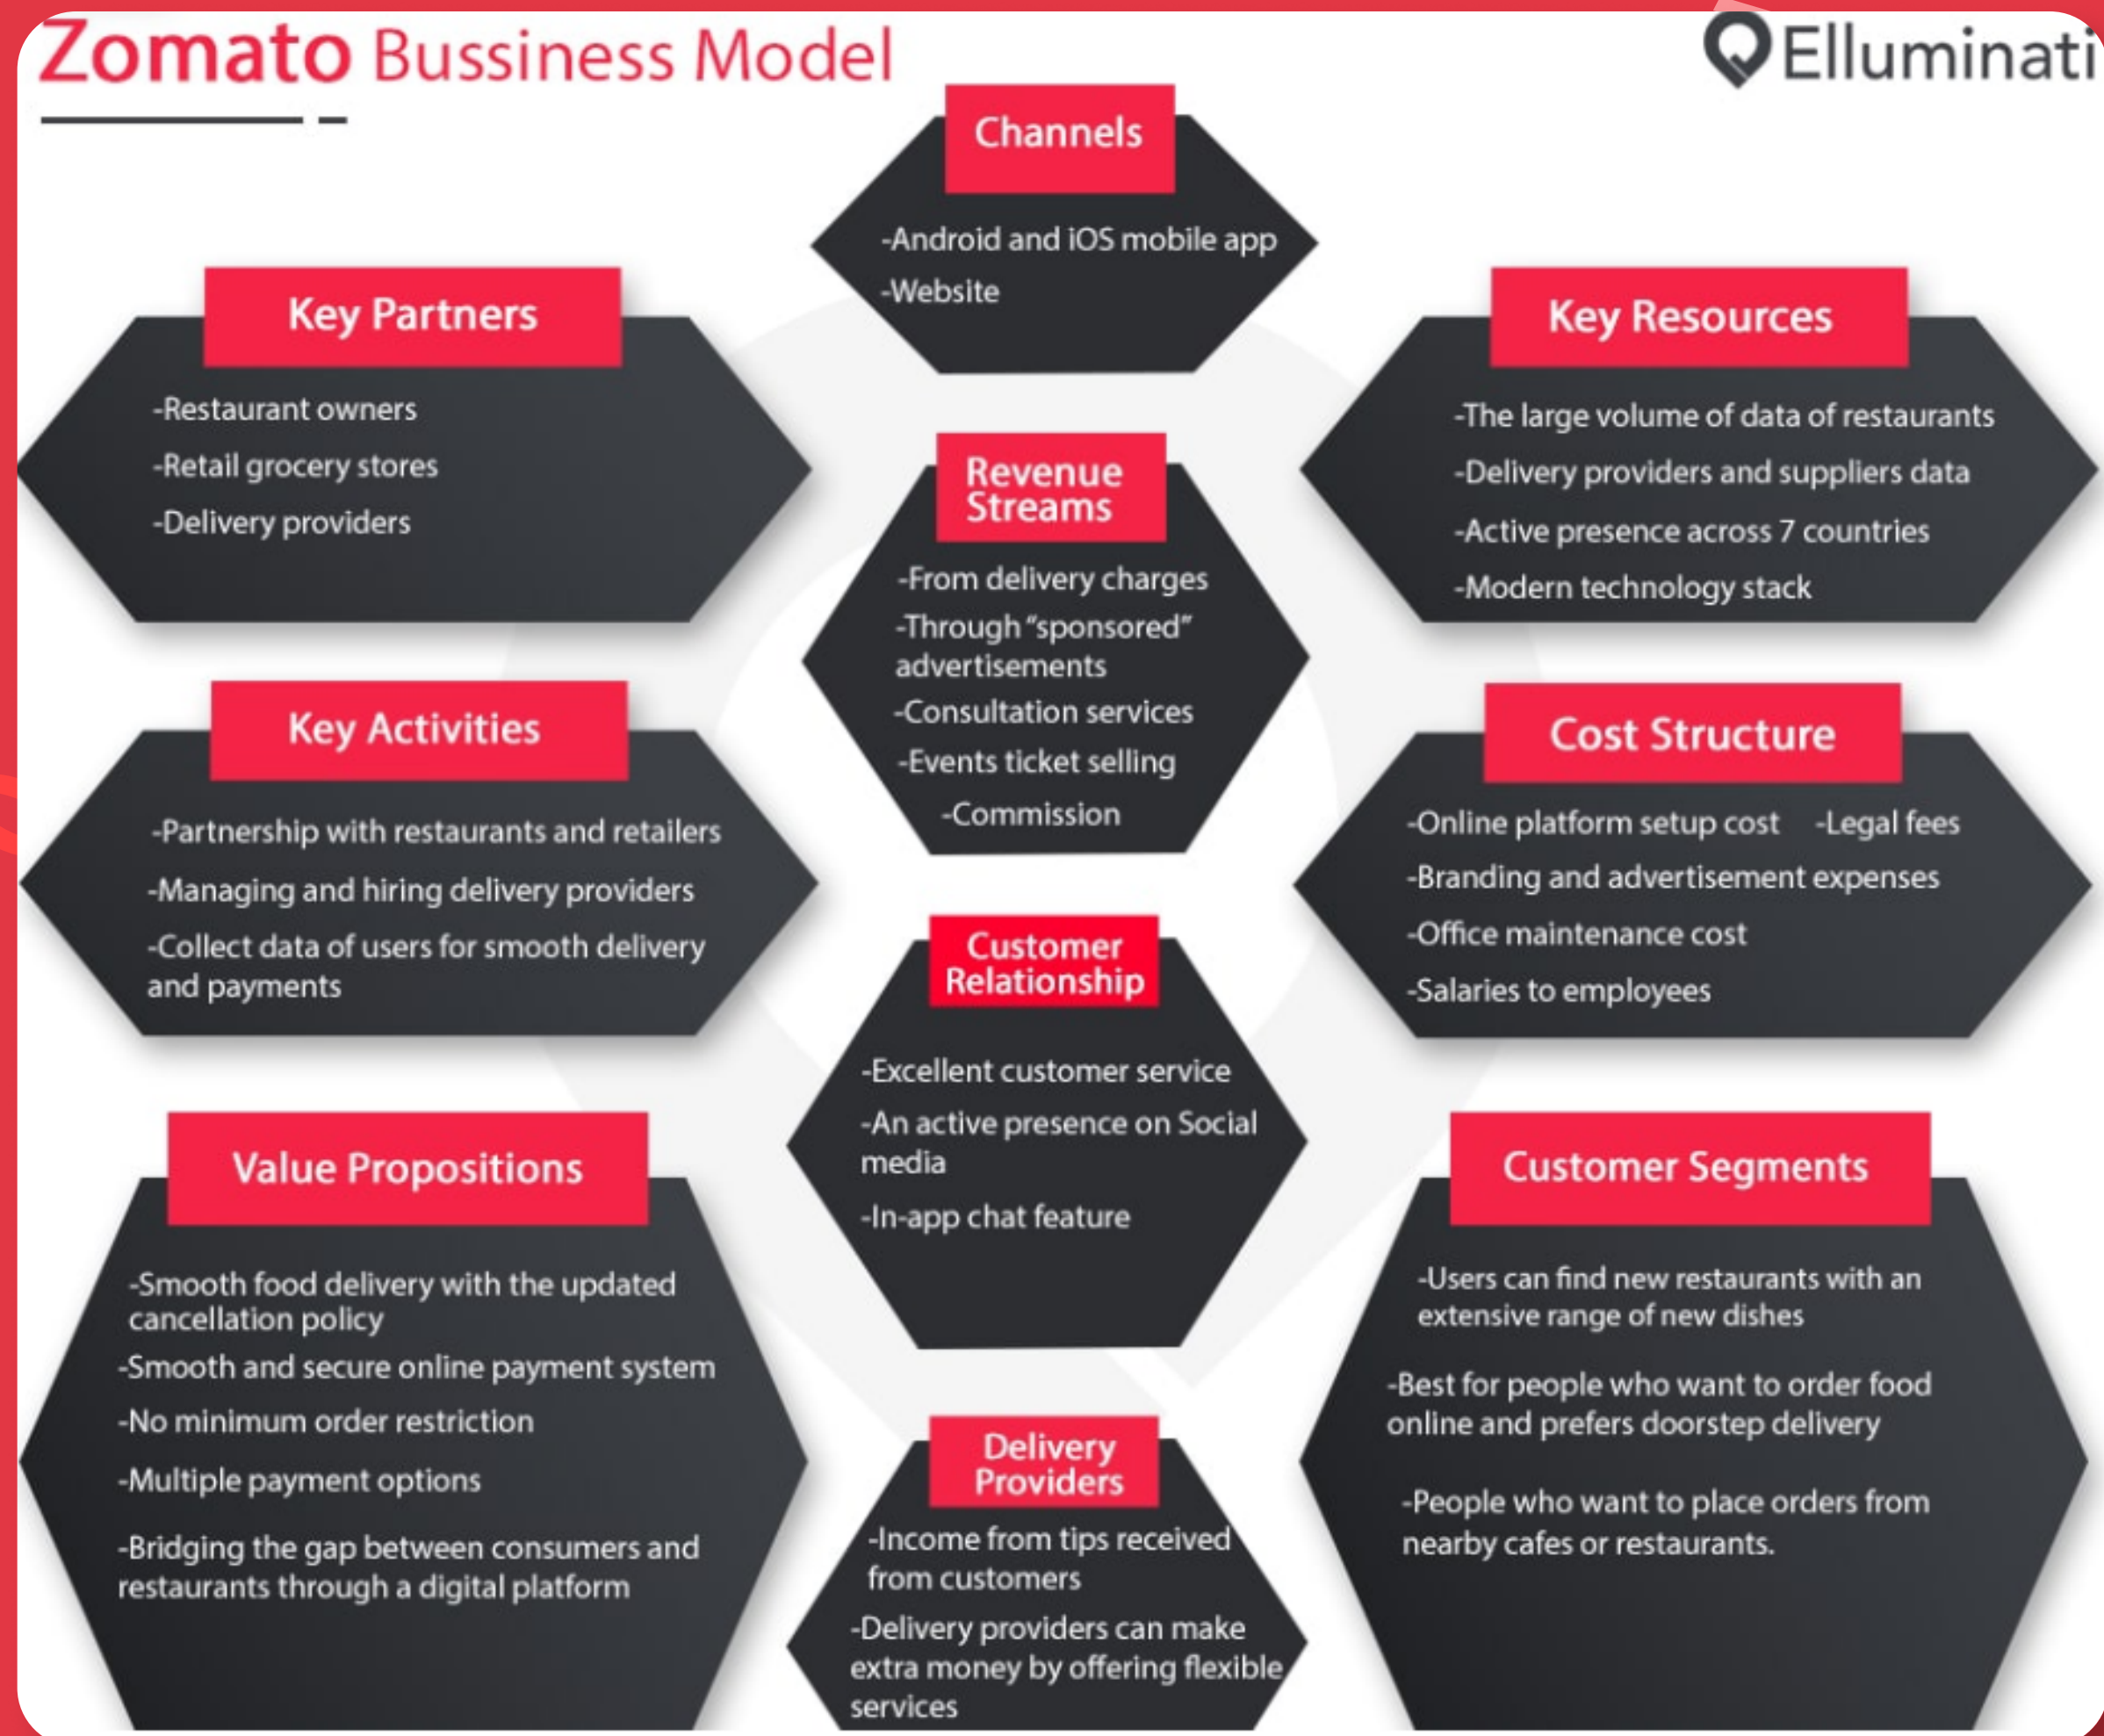 Zomato Bussiness Model
Elluminati
Channels
-Android and iOS mobile app
-Website
Key Partners
-Restaurant owners
-Retail grocery stores
-Delivery providers
Key Resources
-The large volume of data of restaurants
-Delivery providers and suppliers data
-Active presence across 7 countries
-Modern technology stack
Revenue
Streams
-From delivery charges
-Through “sponsored”
advertisements
-Consultation services
-Events ticket selling
-Commission
Key Activities
-Partnership with restaurants and retailers
-Managing and hiring delivery providers
-Collect data of users for smooth delivery
and payments
Cost Structure
-Online platform setup cost -Legal fees
-Branding and advertisement expenses
-Office maintenance cost
-Salaries to employees
Customer
Relationship
-Excellent customer service
-An active presence on Social
media
-In-app chat feature
Value Propositions
-Smooth food delivery with the updated
cancellation policy
-Smooth and secure online payment system
-No minimum order restriction
-Multiple payment options
-Bridging the gap between consumers and
restaurants through a digital platform
Customer Segments
-Users can find new restaurants with an
extensive range of new dishes
-Best for people who want to order food
online and prefers doorstep delivery
-People who want to place orders from
nearby cafes or restaurants.
Delivery
Providers
-Income from tips received
from customers
-Delivery providers can make
extra money by offering flexible
services